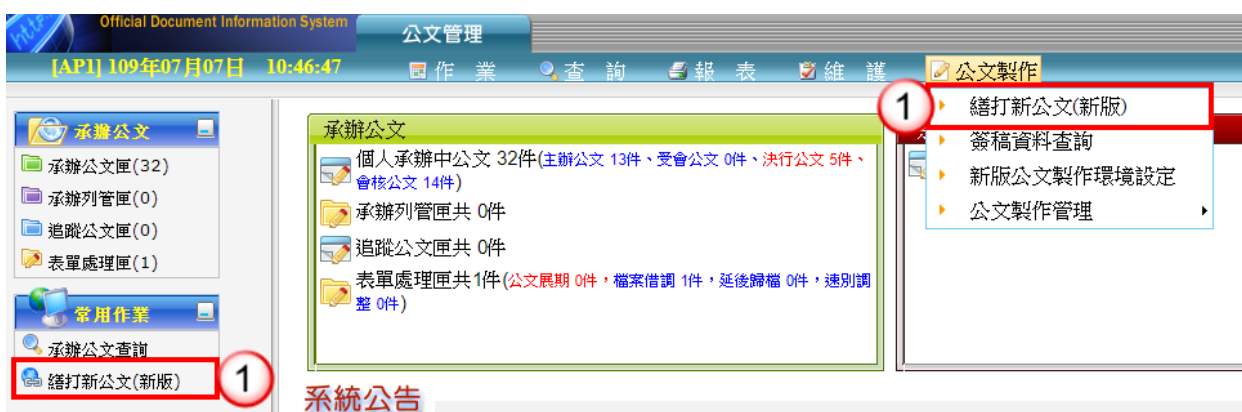 http
Official Document Information System
公文管理
[AP1] 109年07月07日 10:46:47
作 業 查 詢 報 表 維 護 公文製作
1 繕打新公文(新版)
簽稿資料查詢
新版公文製作環境設定
公文製作管理
承辦公文
承辦公文匣(32)
承辦列管匣(0)
追蹤公文匣(0)
表單處理匣(1)
常用作業
承辦公文查詢
繕打新公文(新版) 1
承辦公文
個人承辦中公文 32件(主辦公文 13件、受會公文 0件、決行公文 5件、
會核公文 14件)
承辦列管匣共 0件
追蹤公文匣共 0件
表單處理匣共1件(公文展期 0件，檔案借調 1件，延後歸檔 0件，速別調
整 0件)
系統公告